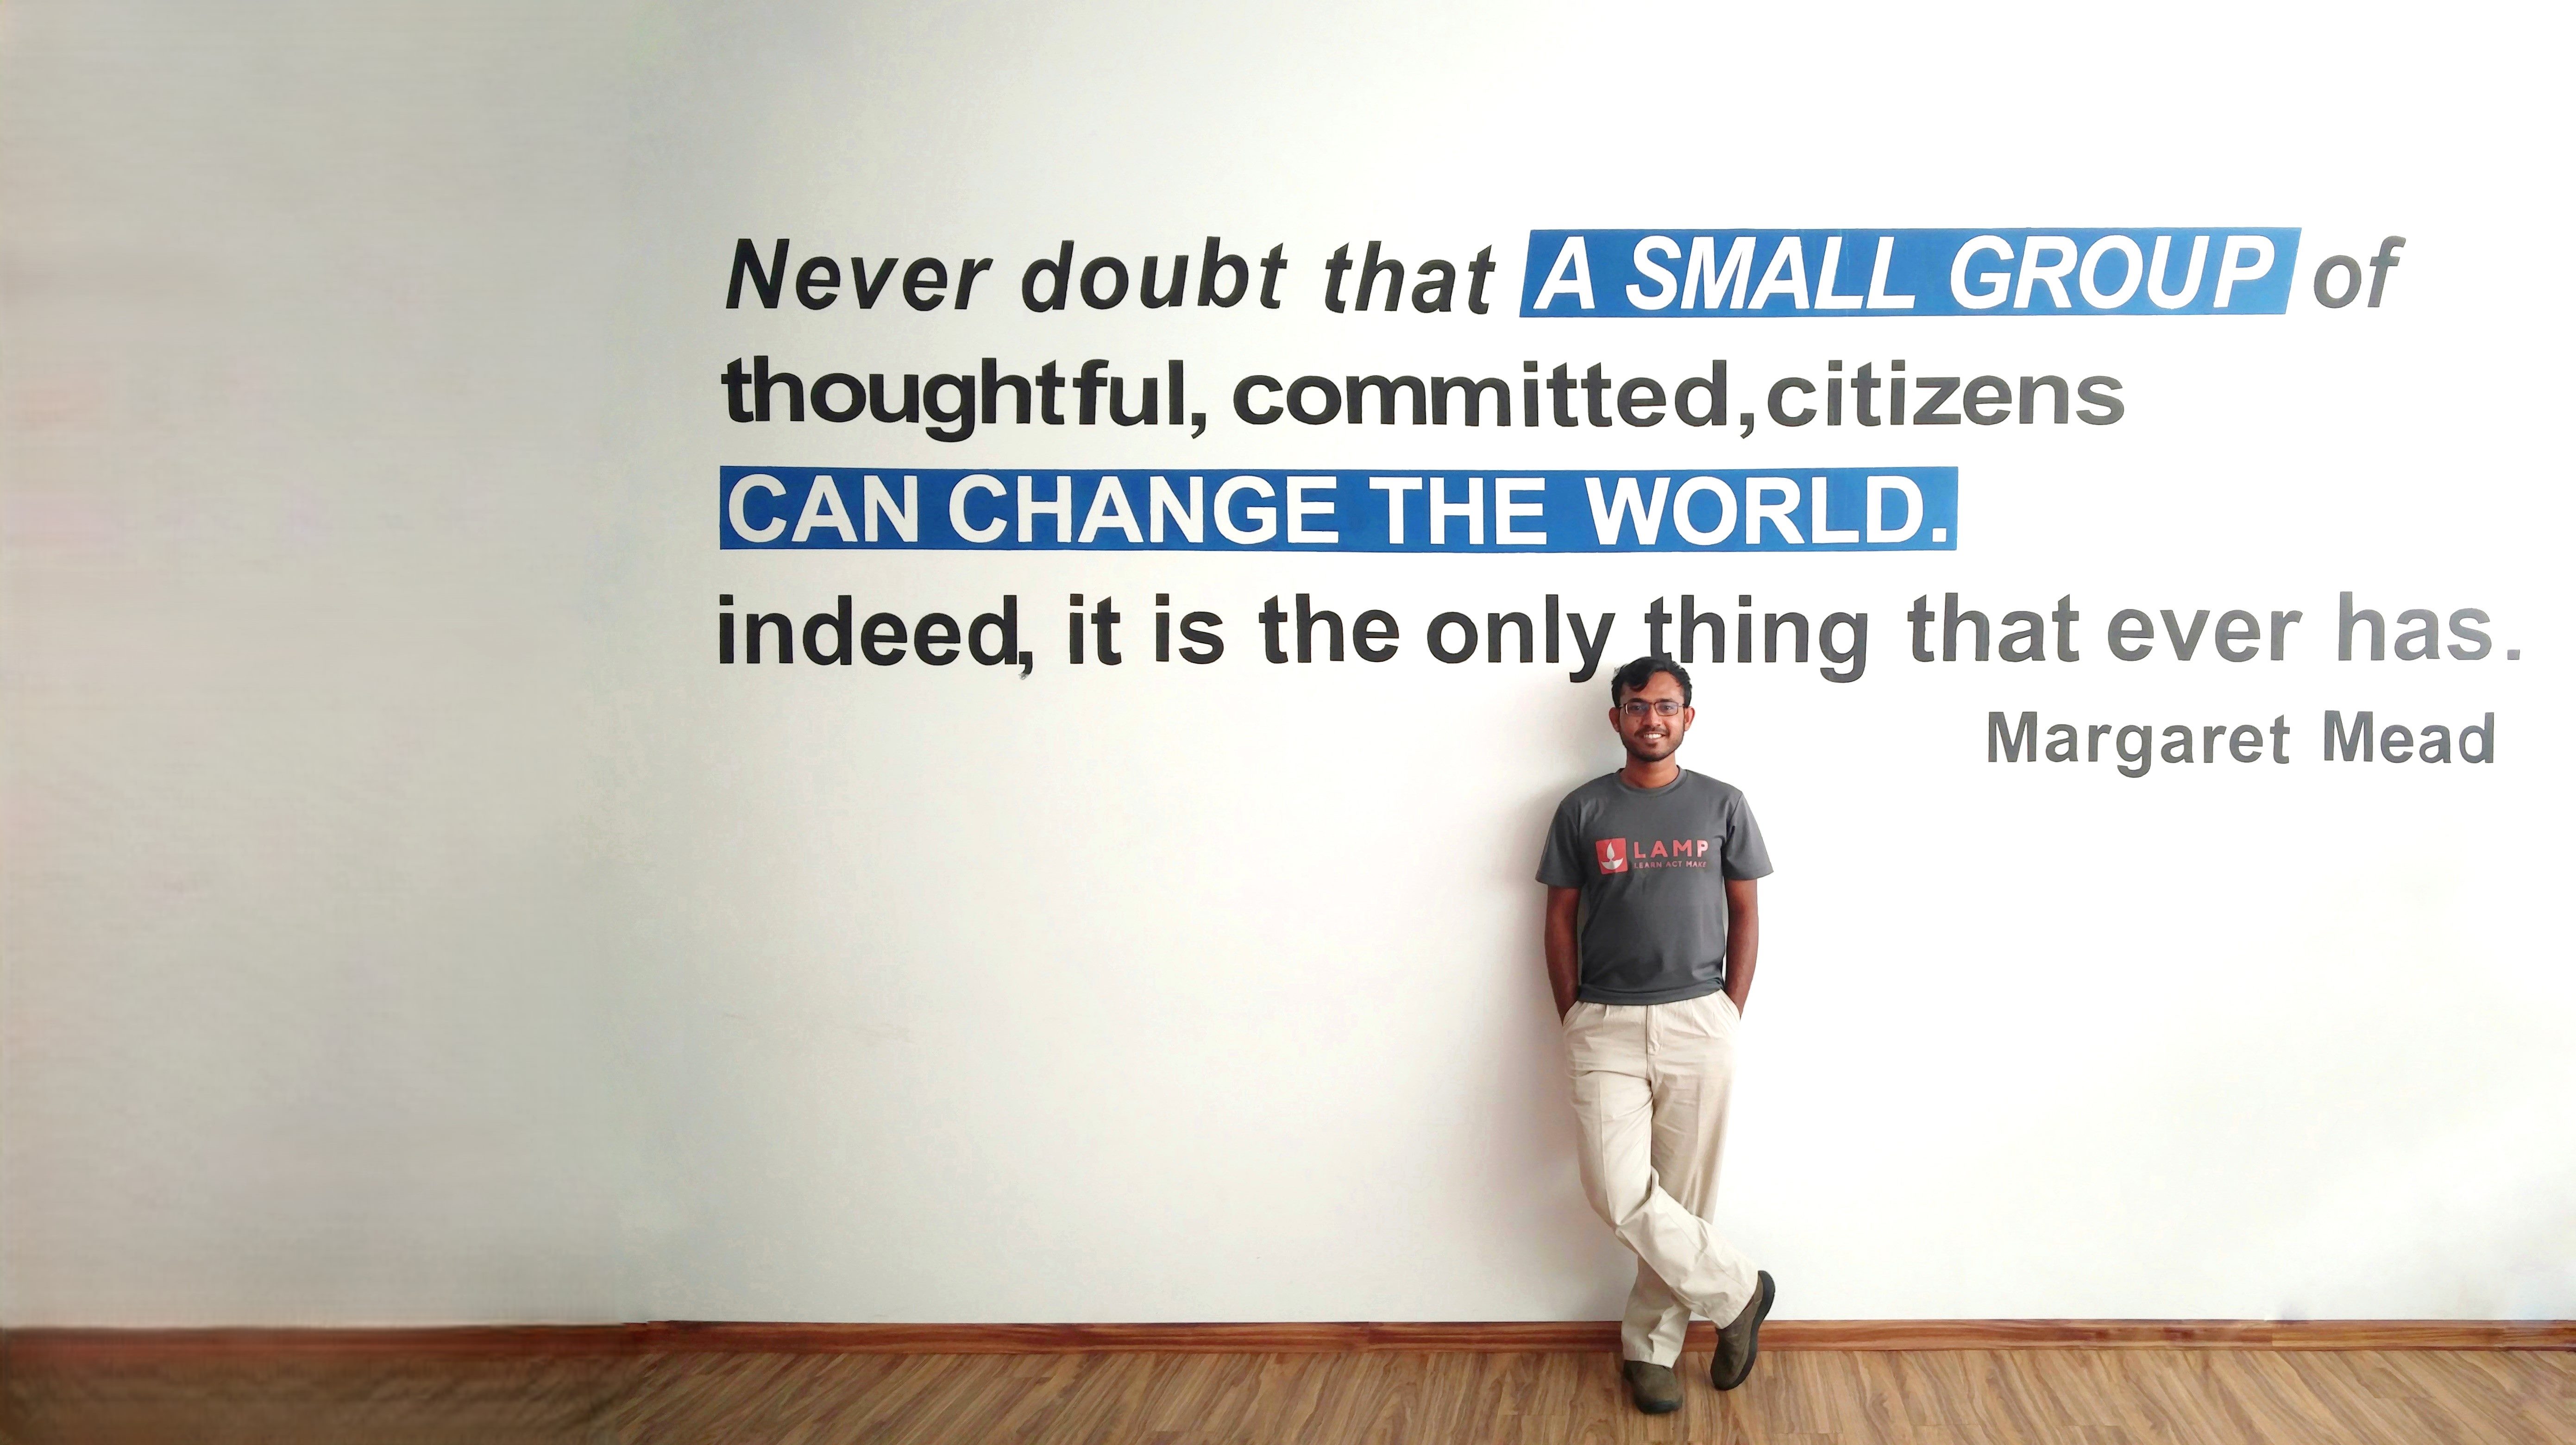 Never doubt that A SMALL GROUP of
thoughtful, committed, citizens
CAN CHANGE THE WORLD.
indeed, it is the only thing that ever has.
Margaret Mead
LAMP
LEARN ACT MAKE